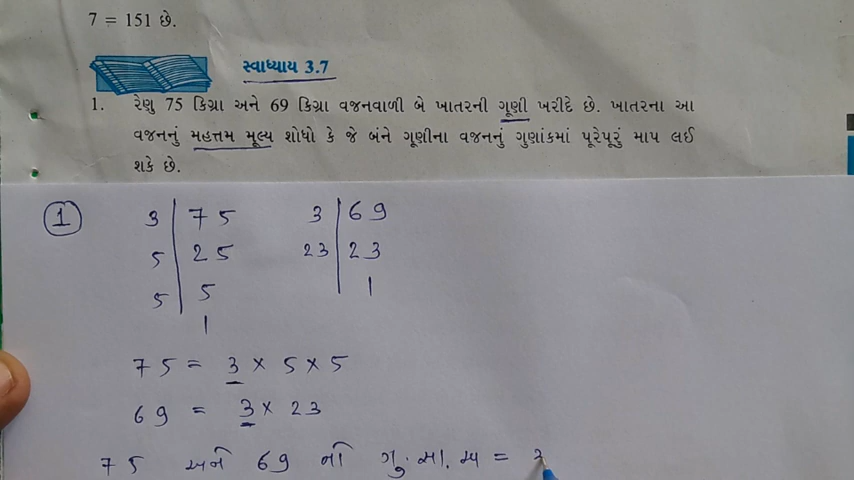 7 = 151 છે.
સ્વાધ્યાય 3.7
1. રેણુ 75 કિગ્રા અને 69 કિગ્રા વજનવાળી બે ખાતરની ગૂણી ખરીદે છે. ખાતરના આ
વજનનું મહત્તમ મૂલ્ય શોધો કે જે બંને ગૂણીના વજનનું ગુણાંકમાં પૂરેપૂરું માપ લઈ
શકે છે.
1
3 | 75 3 | 69
5 | 25 23 | 23
5 | 5 1
1
75 = 3 × 5 × 5
69 = 3 × 23
75 અને 69 નો ગુ.સા.અ =